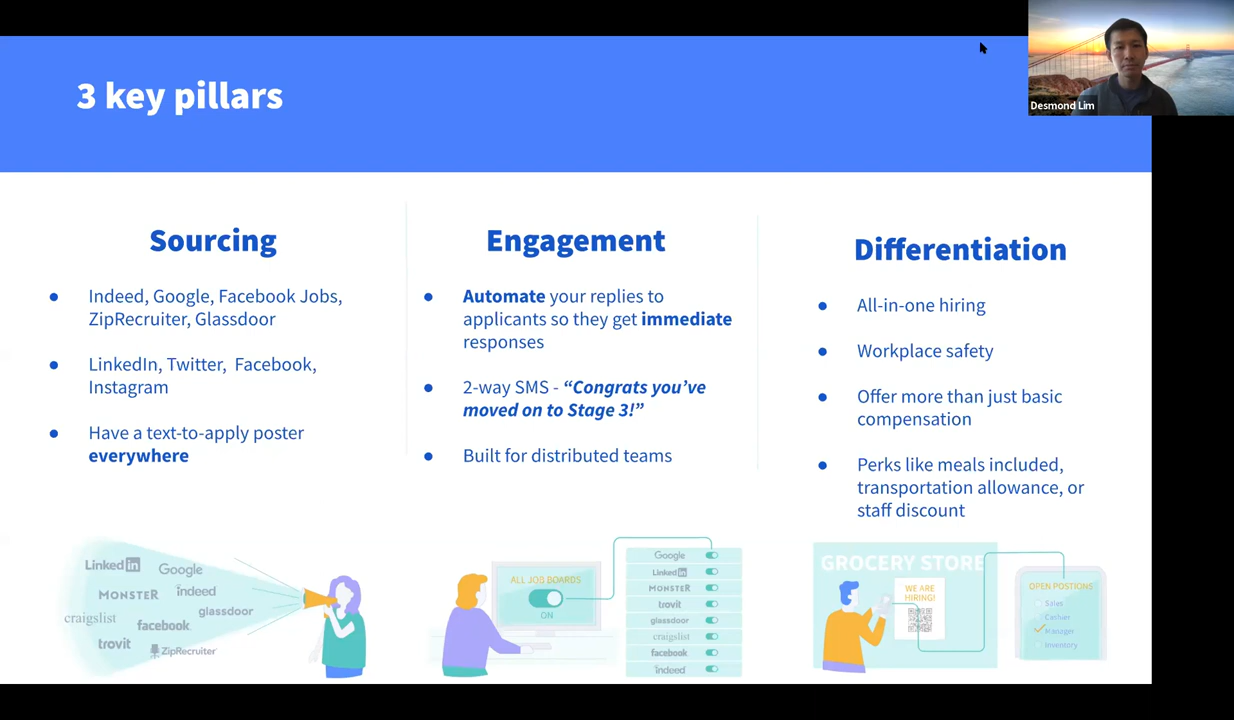 3 key pillars
Desmond Lim
Sourcing
Indeed, Google, Facebook Jobs,
ZipRecruiter, Glassdoor
LinkedIn, Twitter, Facebook,
Instagram
Have a text-to-apply poster
everywhere
Engagement
Automate your replies to
applicants so they get immediate
responses
2-way SMS - “Congrats you’ve
moved on to Stage 3!”
Built for distributed teams
Differentiation
All-in-one hiring
Workplace safety
Offer more than just basic
compensation
Perks like meals included,
transportation allowance, or
staff discount
LinkedIn
Google
MONSTER
indeed
craigslist
glassdoor
facebook
trovit
ZipRecruiter
ALL JOB BOARDS
ON
Google
LinkedIn
MONSTER
trovit
glassdoor
craigslist
facebook
indeed
GROCERY STORE
WE ARE
HIRING!
OPEN POSTIONS
Sales
Cashier
Manager
Inventory